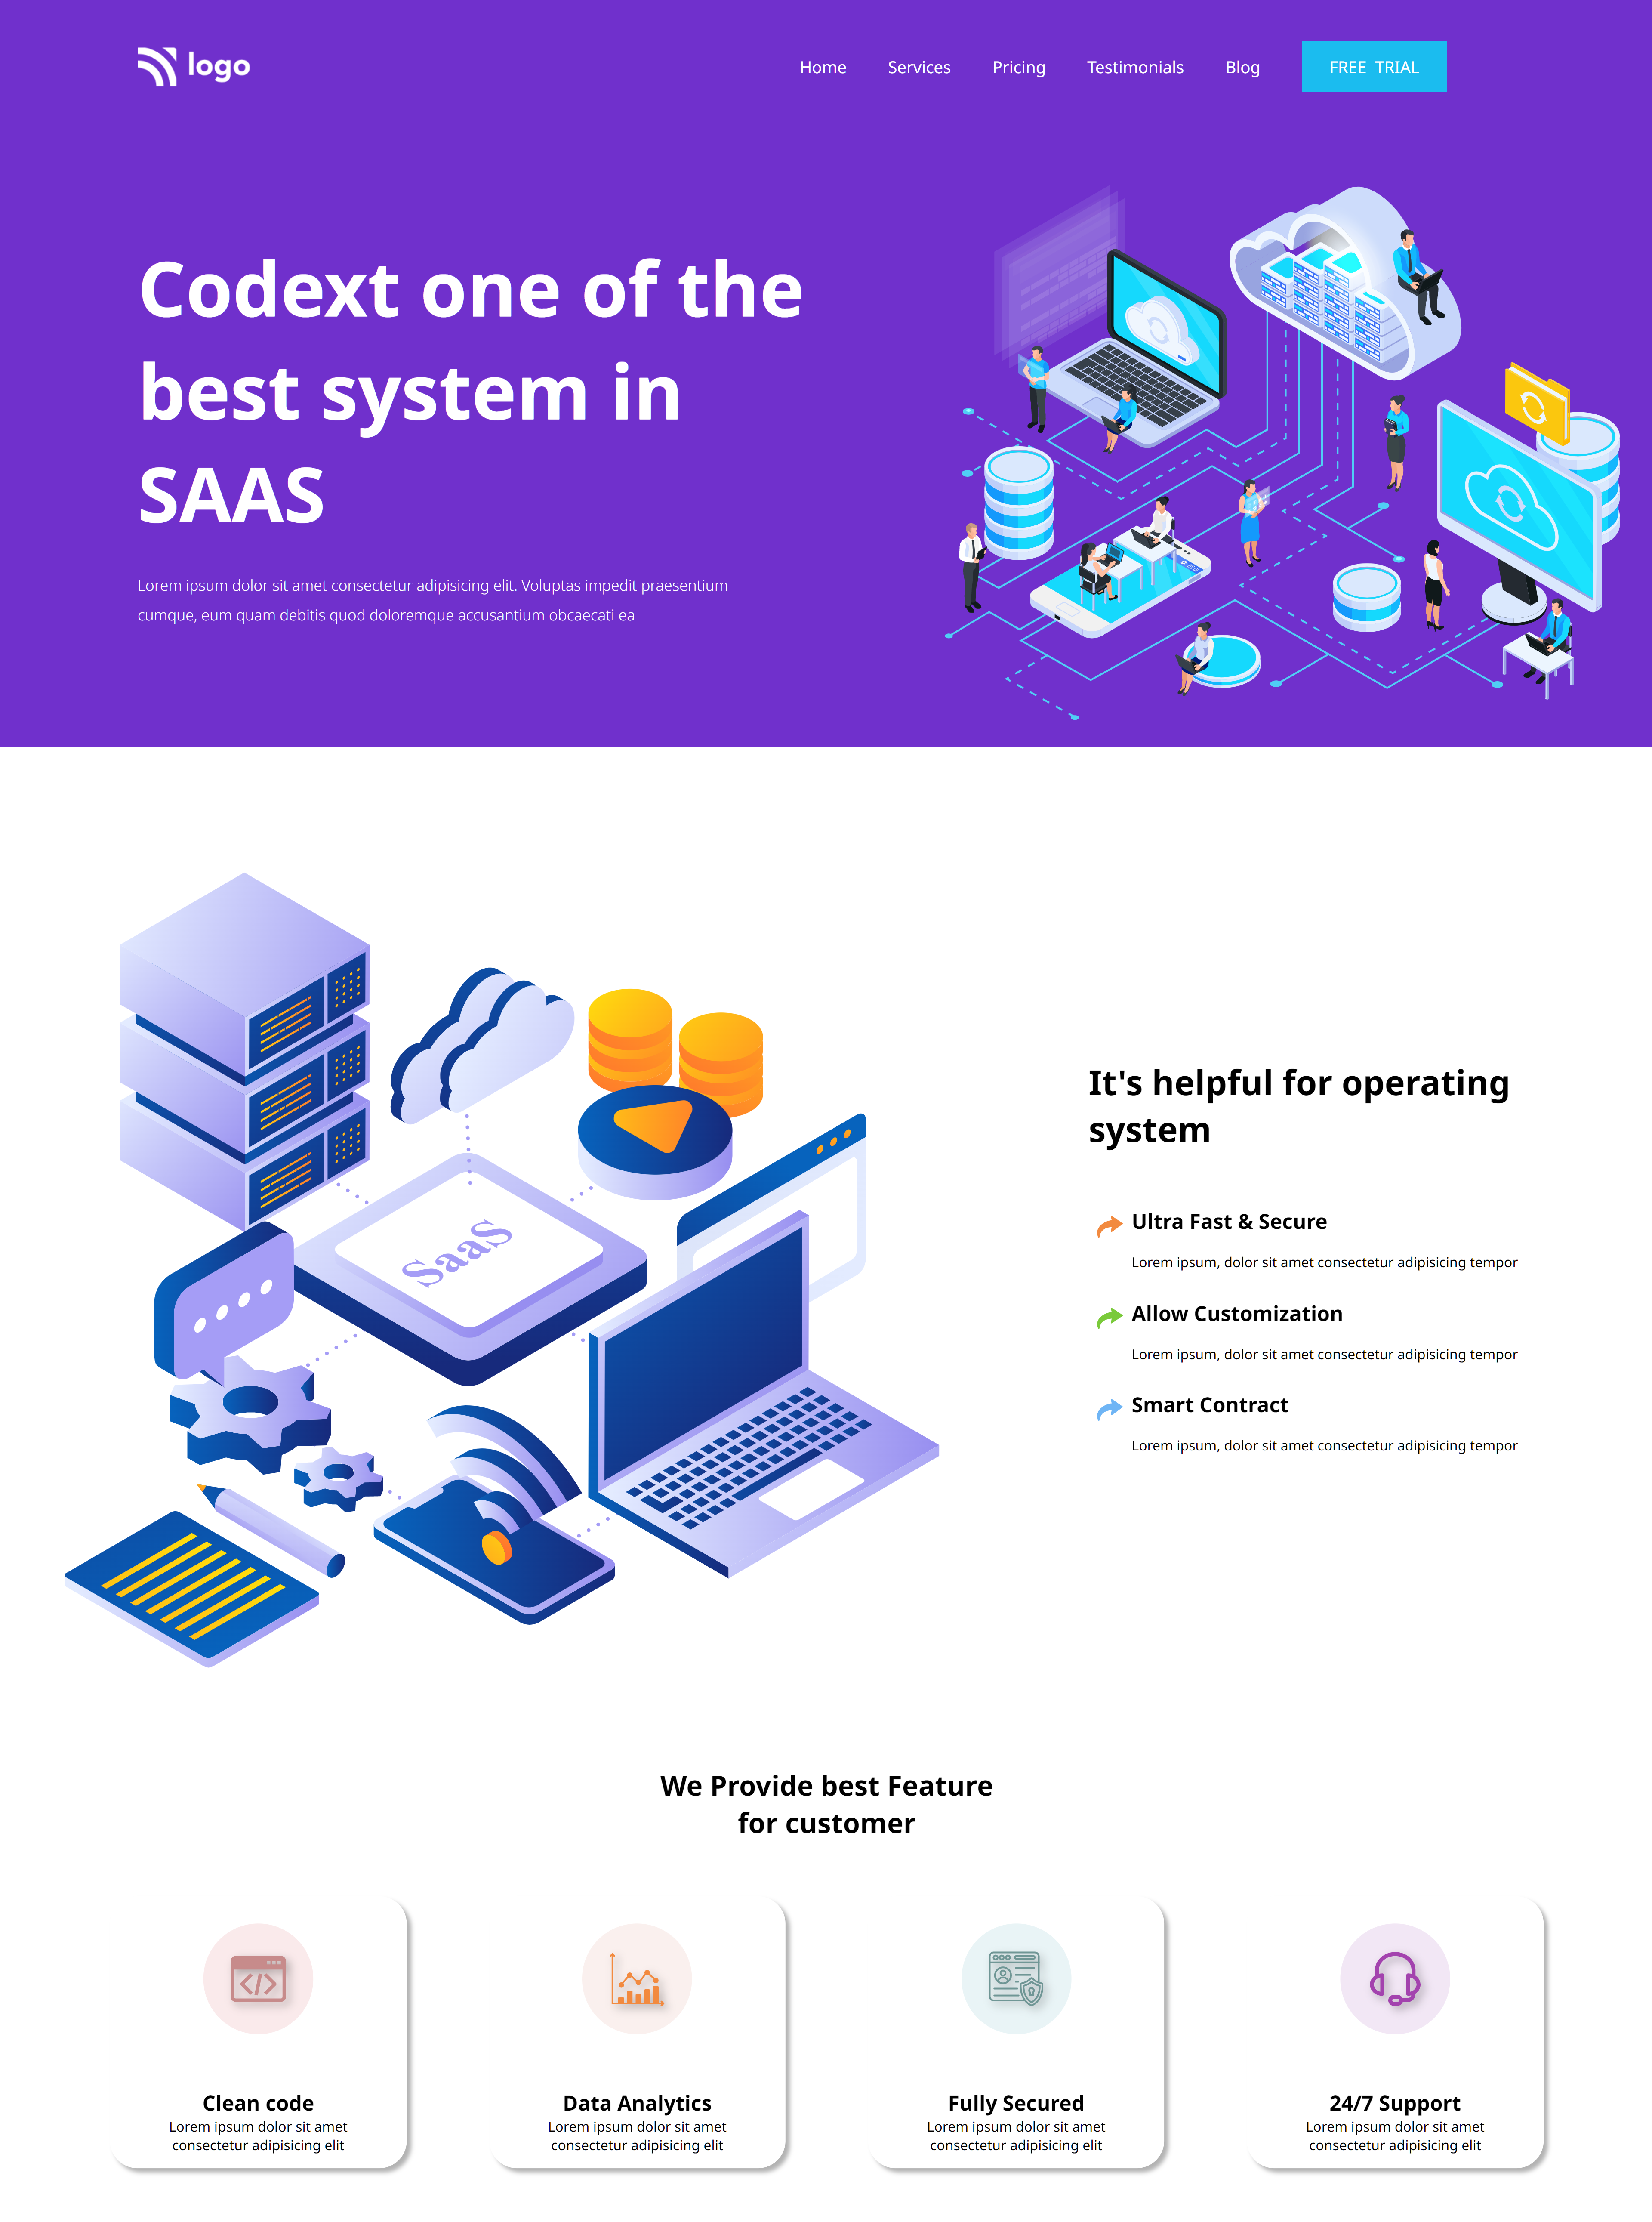 logo
Home Services Pricing Testimonials Blog FREE TRIAL
Codext one of the
best system in
SAAS
Lorem ipsum dolor sit amet consectetur adipisicing elit. Voluptas impedit praesentium
cumque, eum quam debitis quod doloremque accusantium obcaecati ea
SaaS
It's helpful for operating
system
Ultra Fast & Secure
Lorem ipsum, dolor sit amet consectetur adipisicing tempor
Allow Customization
Lorem ipsum, dolor sit amet consectetur adipisicing tempor
Smart Contract
Lorem ipsum, dolor sit amet consectetur adipisicing tempor
We Provide best Feature
for customer
Clean code
Lorem ipsum dolor sit amet
consectetur adipisicing elit
Data Analytics
Lorem ipsum dolor sit amet
consectetur adipisicing elit
Fully Secured
Lorem ipsum dolor sit amet
consectetur adipisicing elit
24/7 Support
Lorem ipsum dolor sit amet
consectetur adipisicing elit